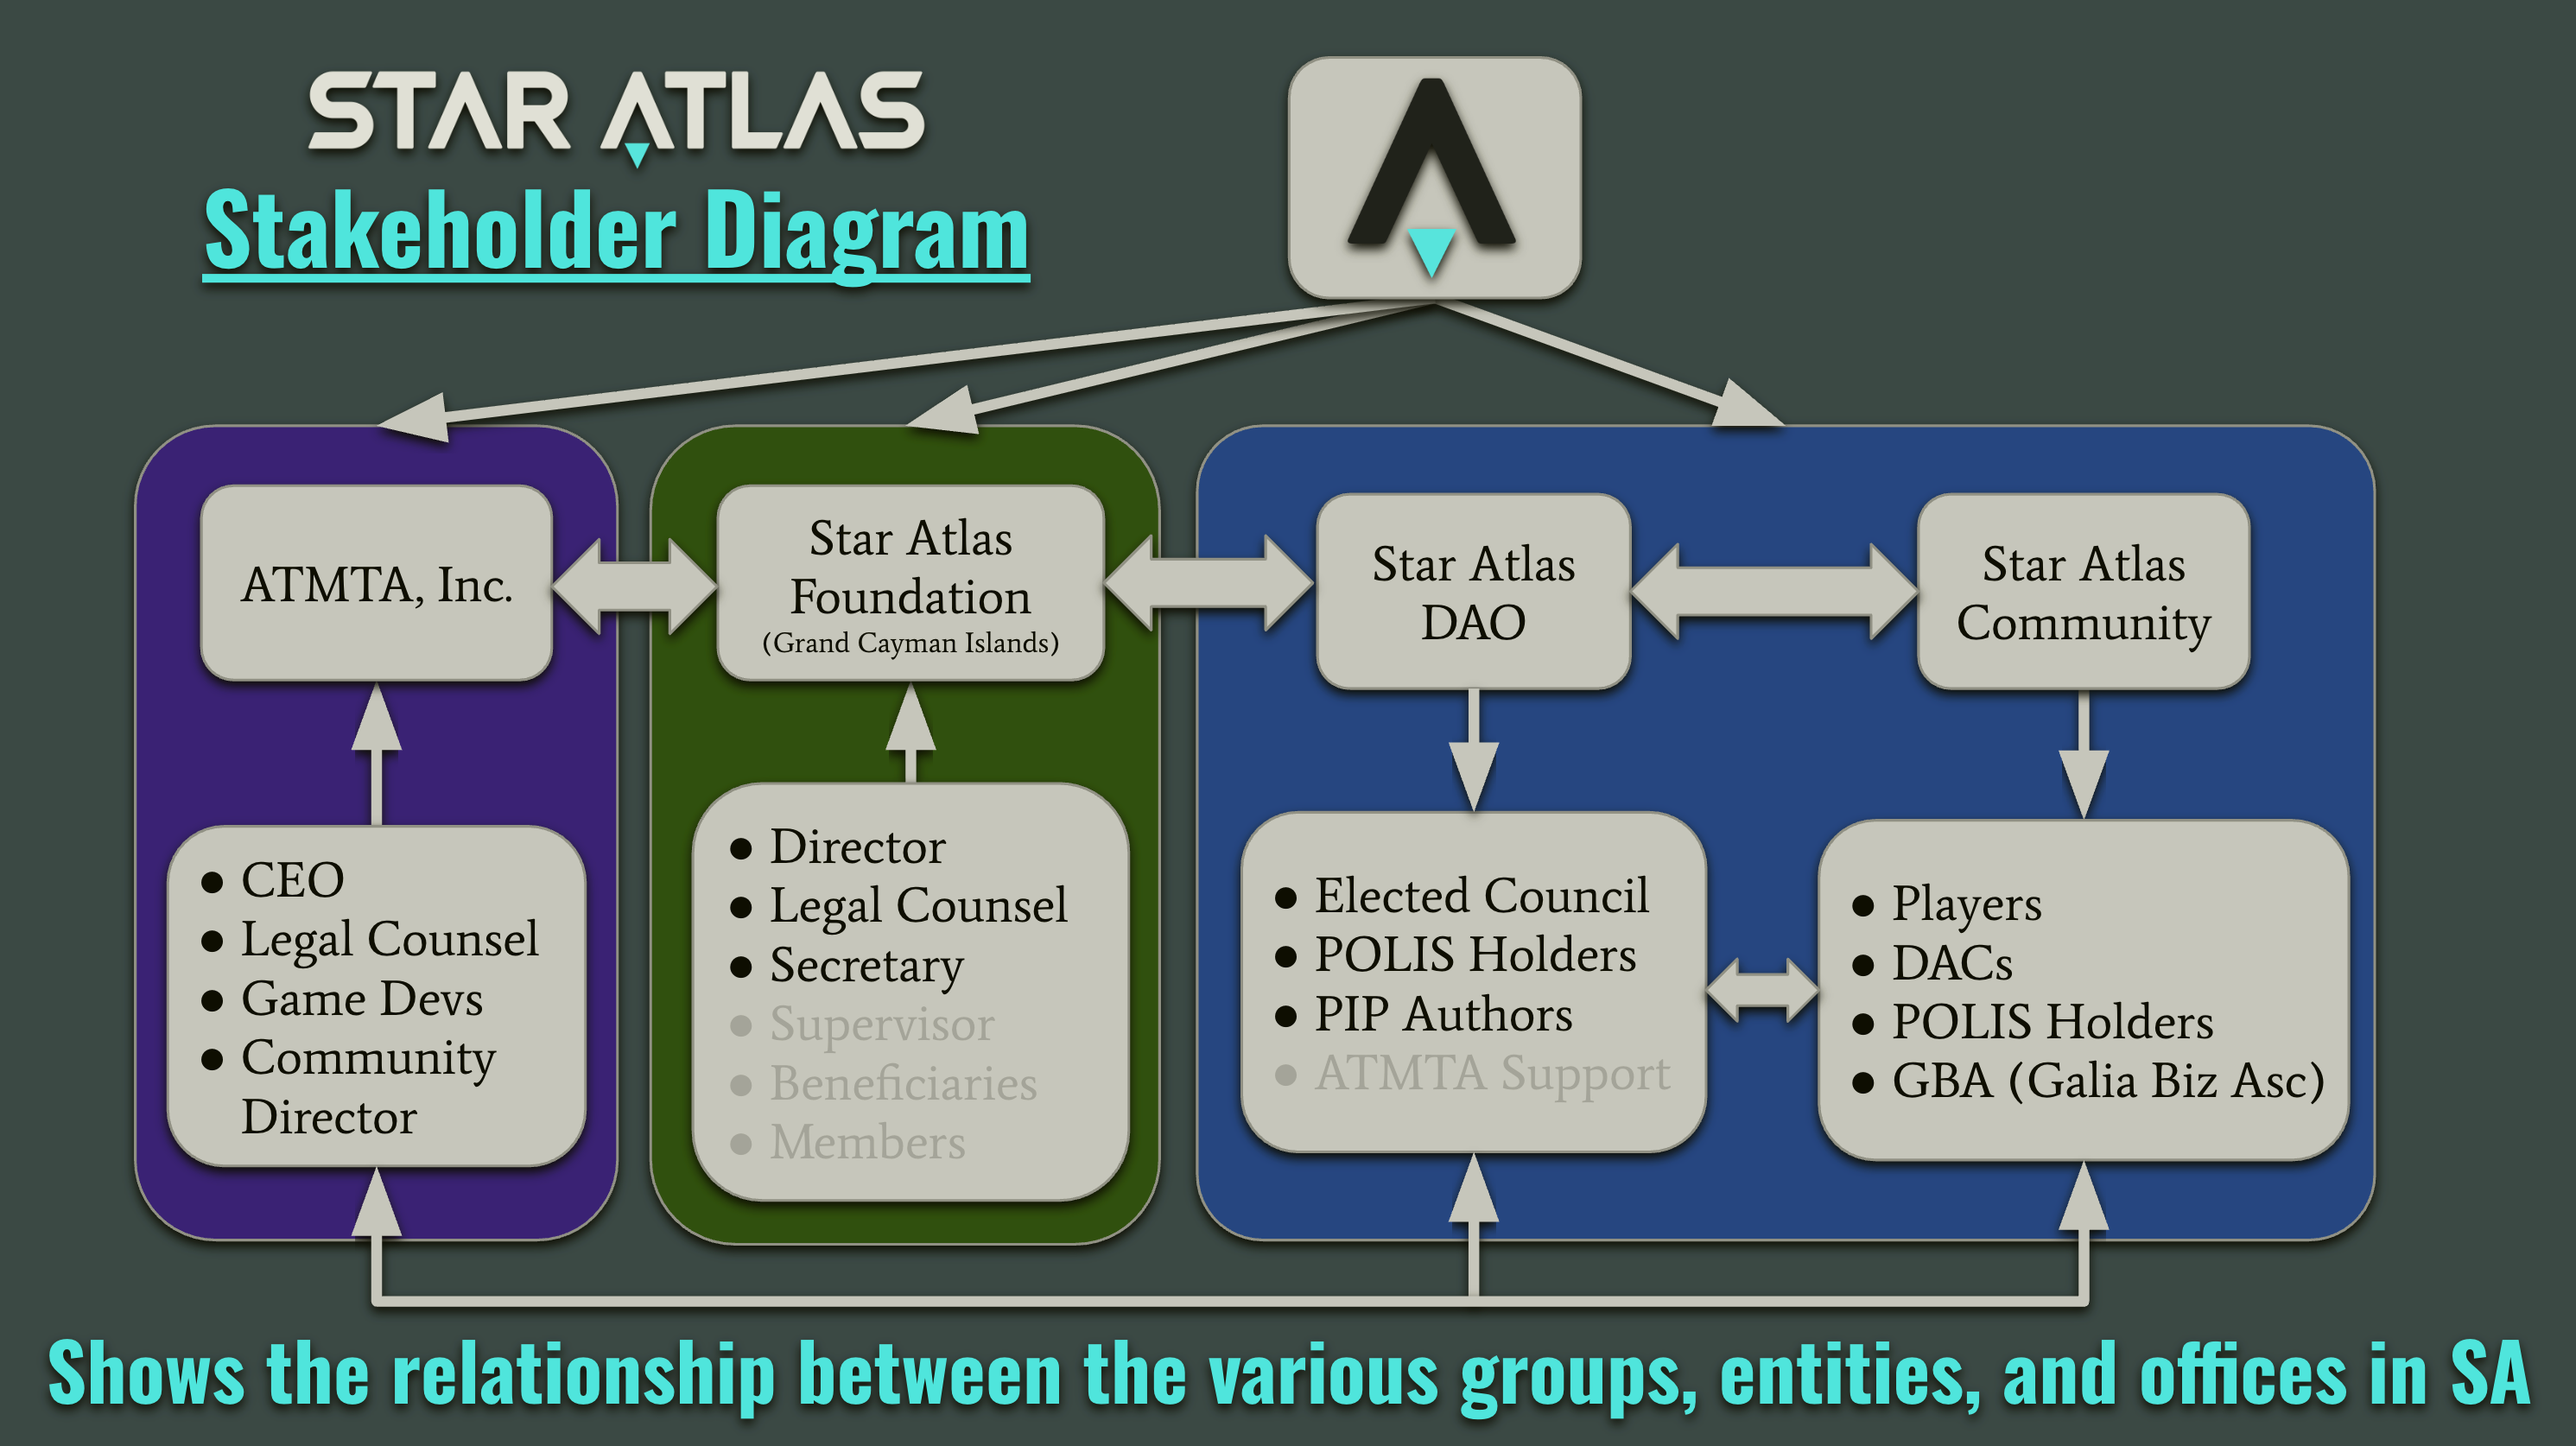 STAR ATLAS
Stakeholder Diagram
ATMTA, Inc.
Star Atlas
Foundation
(Grand Cayman Islands)
Star Atlas
DAO
Star Atlas
Community
● CEO
● Legal Counsel
● Game Devs
● Community
Director
● Director
● Legal Counsel
● Secretary
● Supervisor
● Beneficiaries
● Members
● Elected Council
● POLIS Holders
● PIP Authors
● ATMTA Support
● Players
● DACs
● POLIS Holders
● GBA (Galia Biz Asc)
Shows the relationship between the various groups, entities, and offices in SA